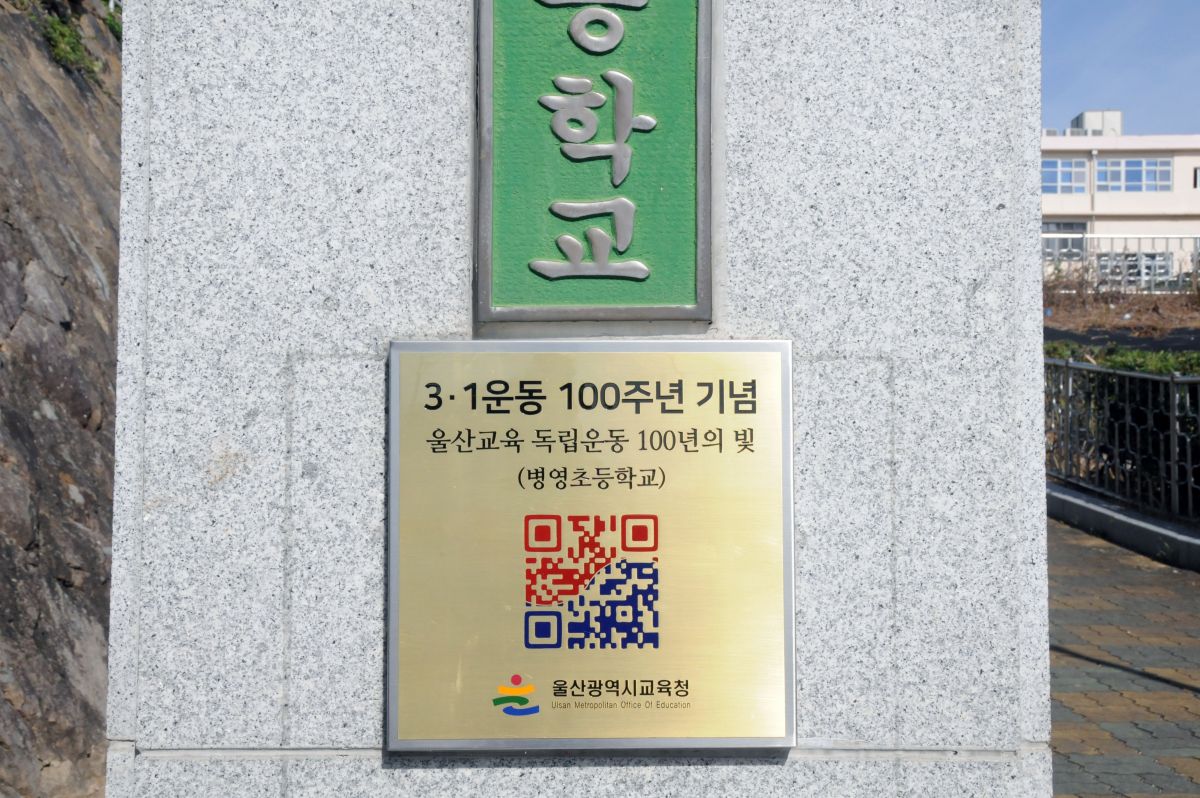 학
교
3·1운동 100주년 기념
울산교육 독립운동 100년의 빛
(병영초등학교)
울산광역시교육청
Ulsan Metropolitan Office Of Education